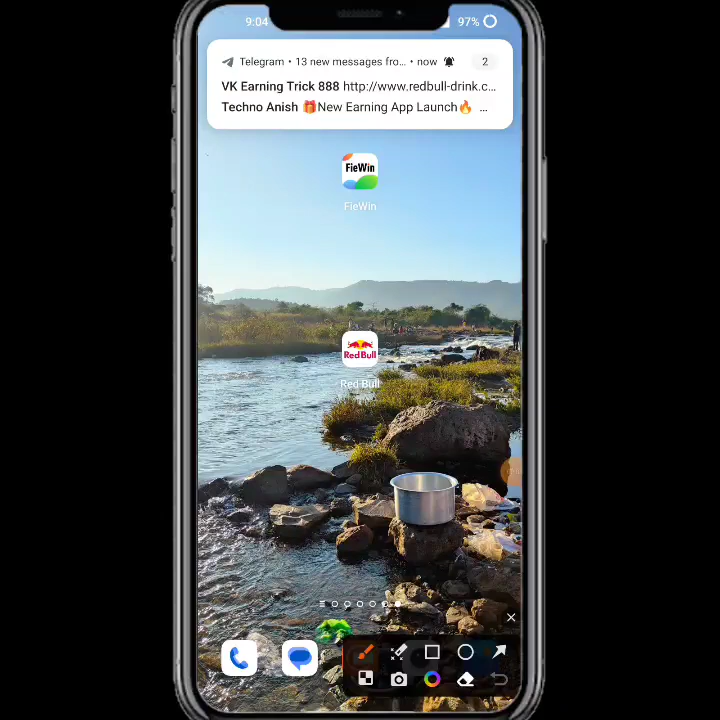 9:04
97%
Telegram • 13 new messages fro... • now
2
VK Earning Trick 888 http://www.redbull-drink.c...
Techno Anish 🎁New Earning App Launch🔥 ...
FieWin
FieWin
Red Bull
Red Bull